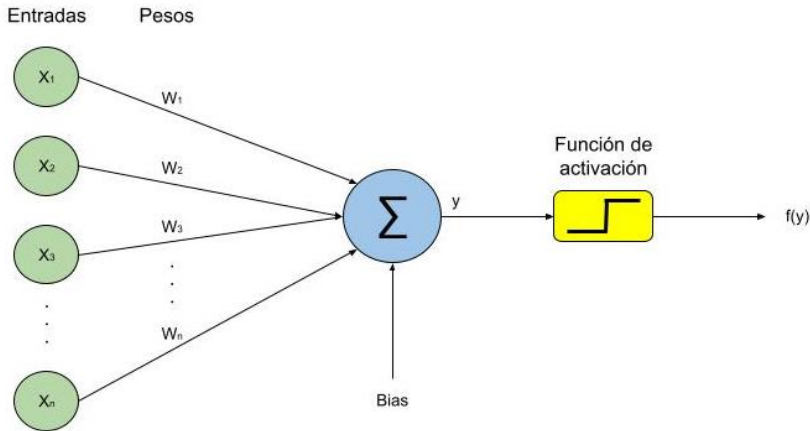 Entradas
Pesos
X₁
W₁
X₂
W₂
X₃
W₃
Xₙ
Wₙ
Σ
Bias
y
Función de
activación
f(y)